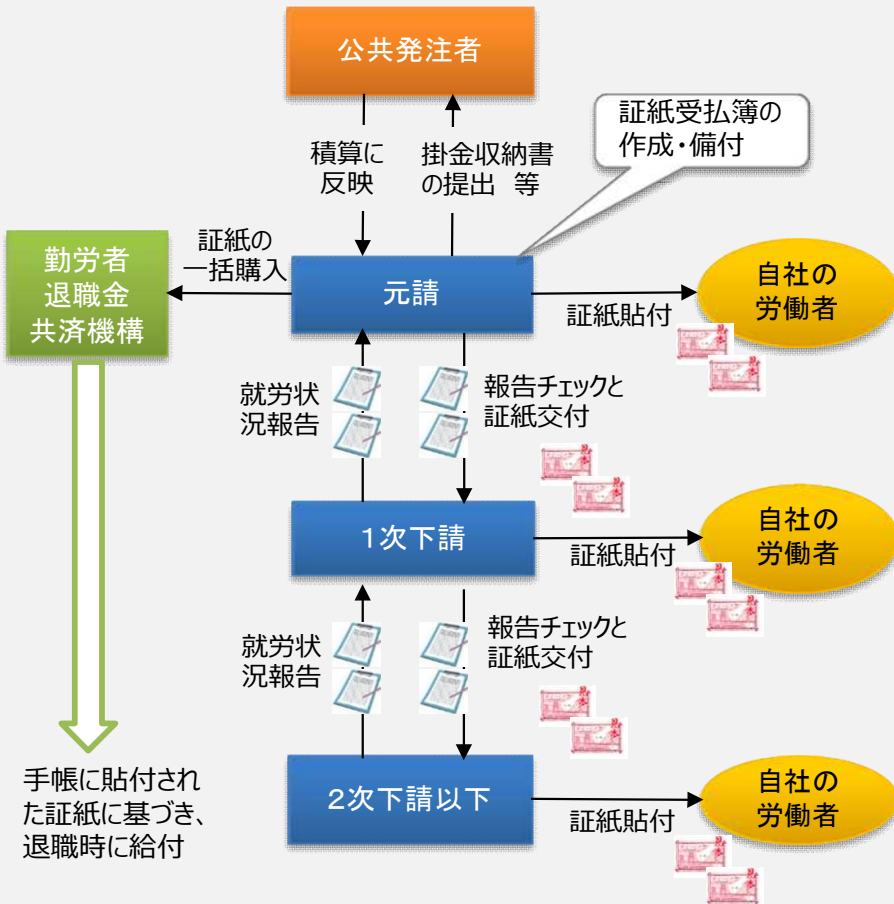 公共発注者
証紙受払簿の
作成・備付
積算に
反映
掛金収納書
の提出 等
証紙の
一括購入
勤労者
退職金
共済機構
元請
証紙貼付
自社の
労働者
就労状
況報告
報告チェックと
証紙交付
1次下請
証紙貼付
自社の
労働者
就労状
況報告
報告チェックと
証紙交付
手帳に貼付され
た証紙に基づき、
退職時に給付
2次下請以下
証紙貼付
自社の
労働者